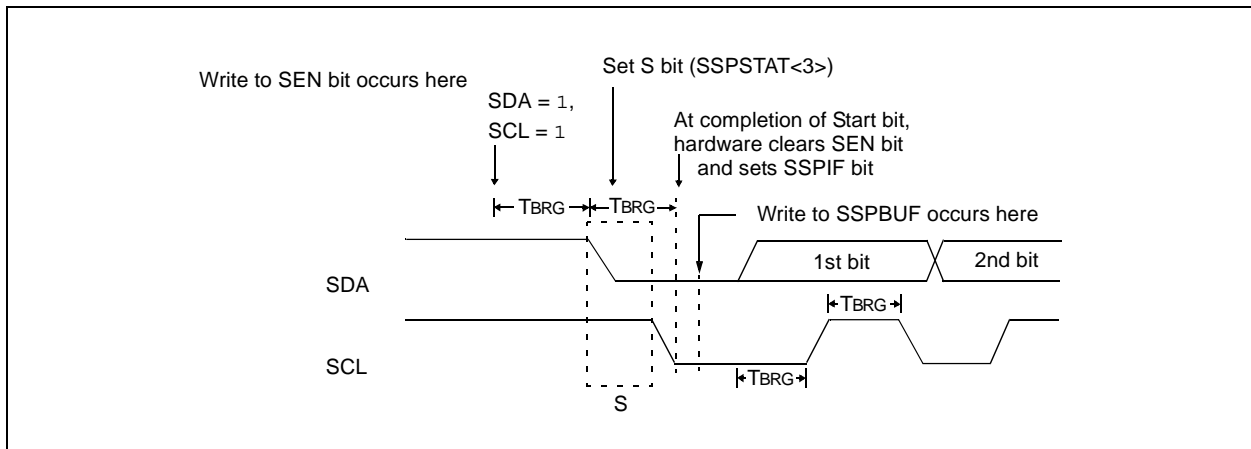 Write to SEN bit occurs here
Set S bit (SSPSTAT<3>)
SDA = 1,
SCL = 1
At completion of Start bit,
hardware clears SEN bit
and sets SSPIF bit
TBRG
TBRG
Write to SSPBUF occurs here
SDA
1st bit
2nd bit
TBRG
SCL
TBRG
S